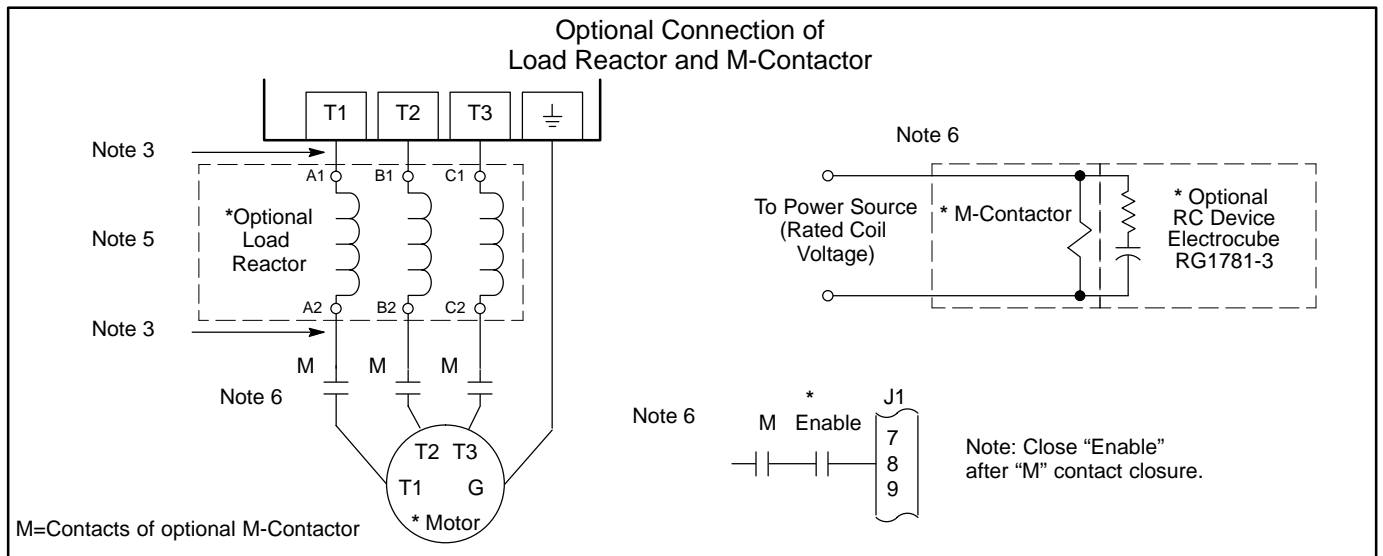 Optional Connection of
Load Reactor and M-Contactor
T1 T2 T3
Note 3
A1 B1 C1
*Optional
Load
Reactor
Note 5
A2 B2 C2
Note 3
M M M
Note 6
T2 T3
T1 G
* Motor
M=Contacts of optional M-Contactor
Note 6
To Power Source
(Rated Coil
Voltage)
* M-Contactor
* Optional
RC Device
Electrocube
RG1781-3
Note 6
*
M Enable
J1
7
8
9
Note: Close “Enable”
after “M” contact closure.